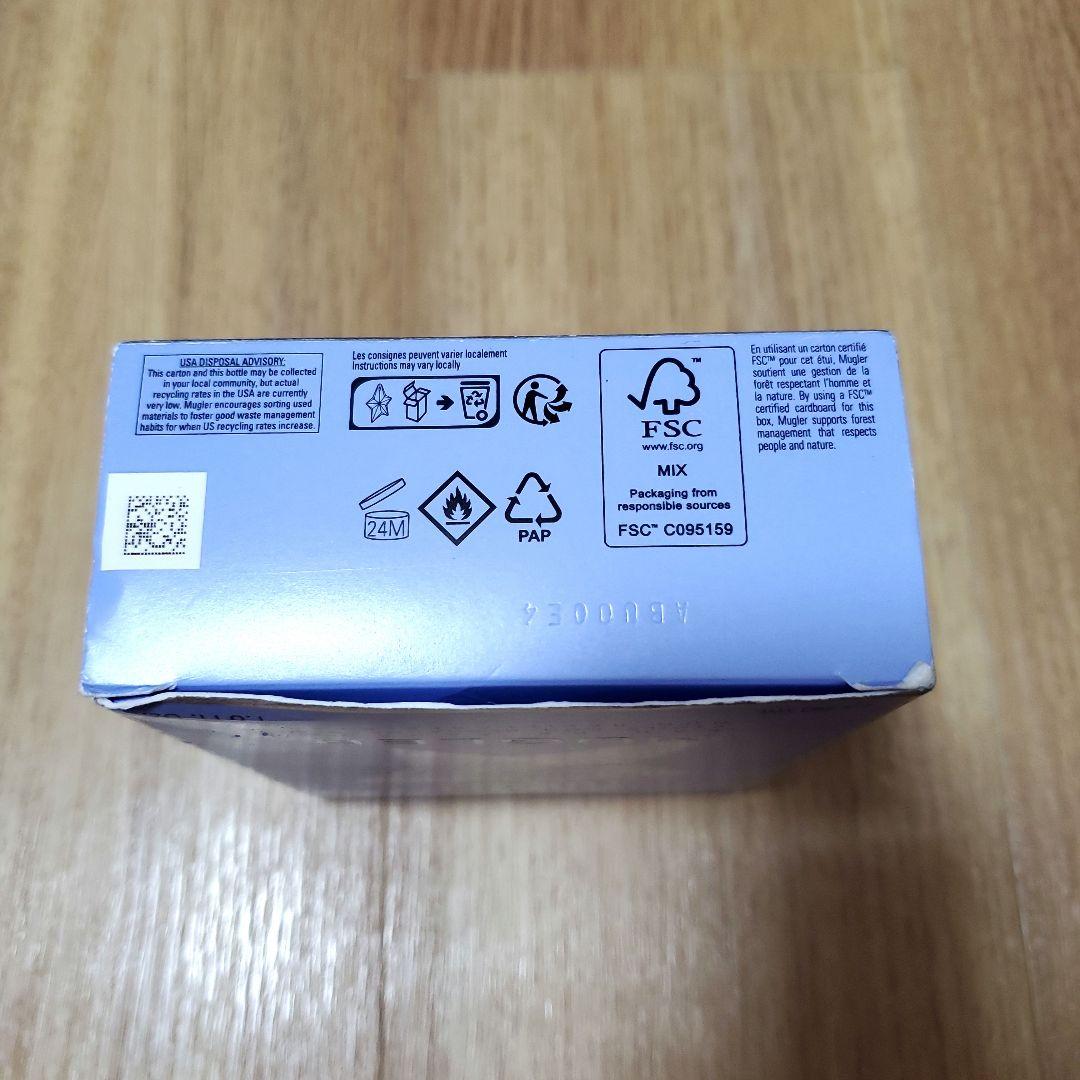 USA DISPOSAL ADVISORY:
This carton and this bottle may be collected
in your local community, but actual
recycling rates in the USA are currently
very low. Mugler encourages sorting used
materials to foster good waste management
habits for when US recycling rates increase.
Les consignes peuvent varier localement
Instructions may vary locally
24M
PAP
FSC™
www.fsc.org
MIX
Packaging from
responsible sources
FSC™ C095159
En utilisant un carton certifié
FSC™ pour cet étui, Mugler
soutient une gestion de la
forêt respectant l'homme et
la nature. By using a FSC™
certified cardboard for this
box, Mugler supports forest
management that respects
people and nature.
ABU00E4